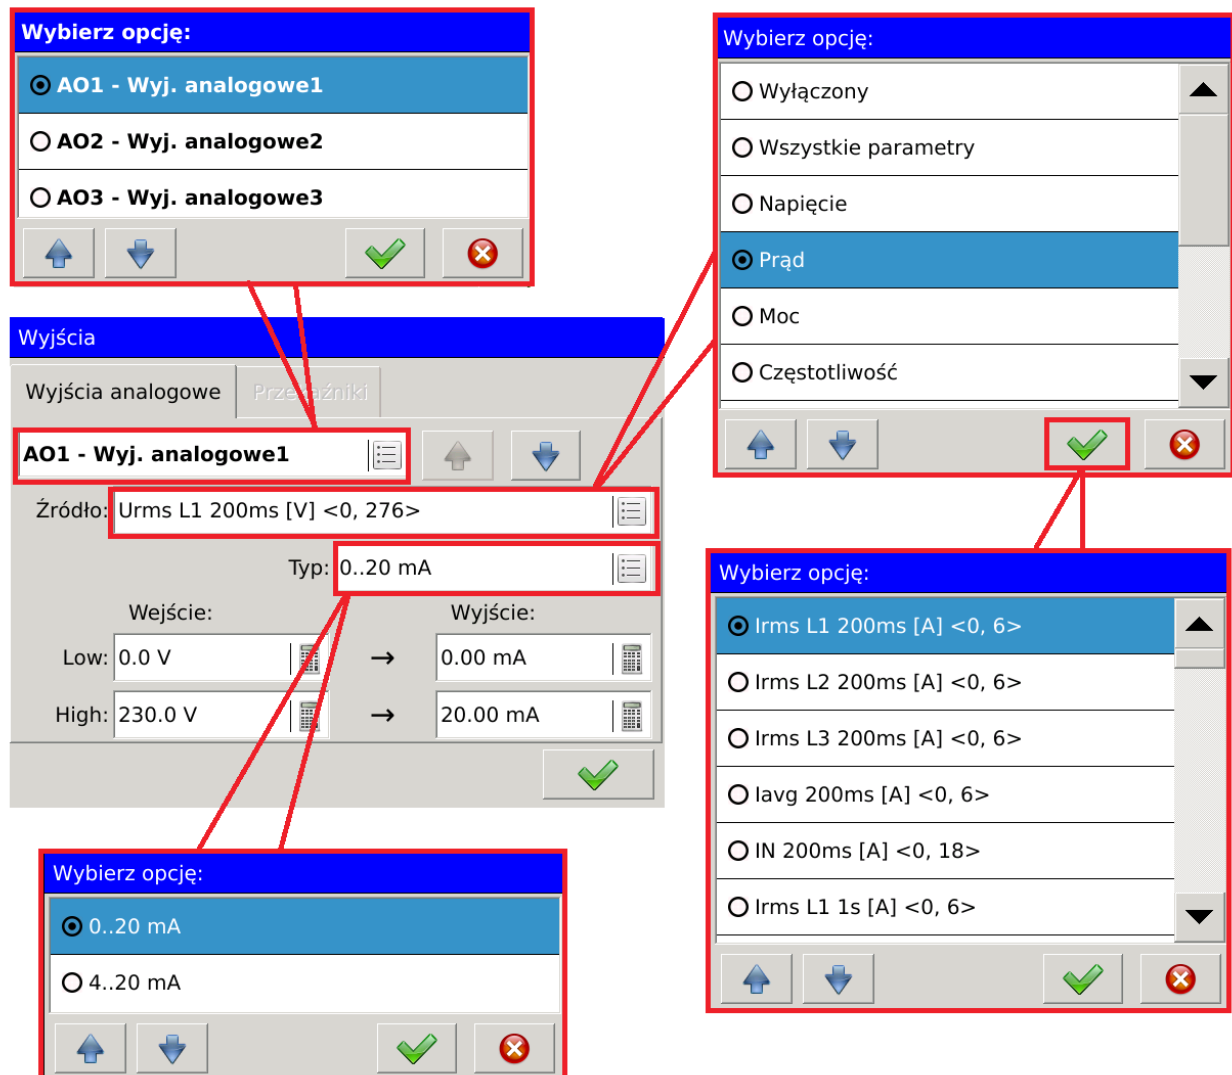 Wybierz opcję:
AO1 - Wyj. analogowe1
AO2 - Wyj. analogowe2
AO3 - Wyj. analogowe3
Wyjścia
Wyjścia analogowe
AO1 - Wyj. analogowe1
Źródło: Urms L1 200ms [V] <0, 276>
Typ: 0..20 mA
Wejście: Wyjście:
Low: 0.0 V → 0.00 mA
High: 230.0 V → 20.00 mA
Wybierz opcję:
0..20 mA
4..20 mA
Wybierz opcję:
Wyłączony
Wszystkie parametry
Napięcie
Prąd
Moc
Częstotliwość
Wybierz opcję:
Irms L1 200ms [A] <0, 6>
Irms L2 200ms [A] <0, 6>
Irms L3 200ms [A] <0, 6>
Iavg 200ms [A] <0, 6>
IN 200ms [A] <0, 18>
Irms L1 1s [A] <0, 6>